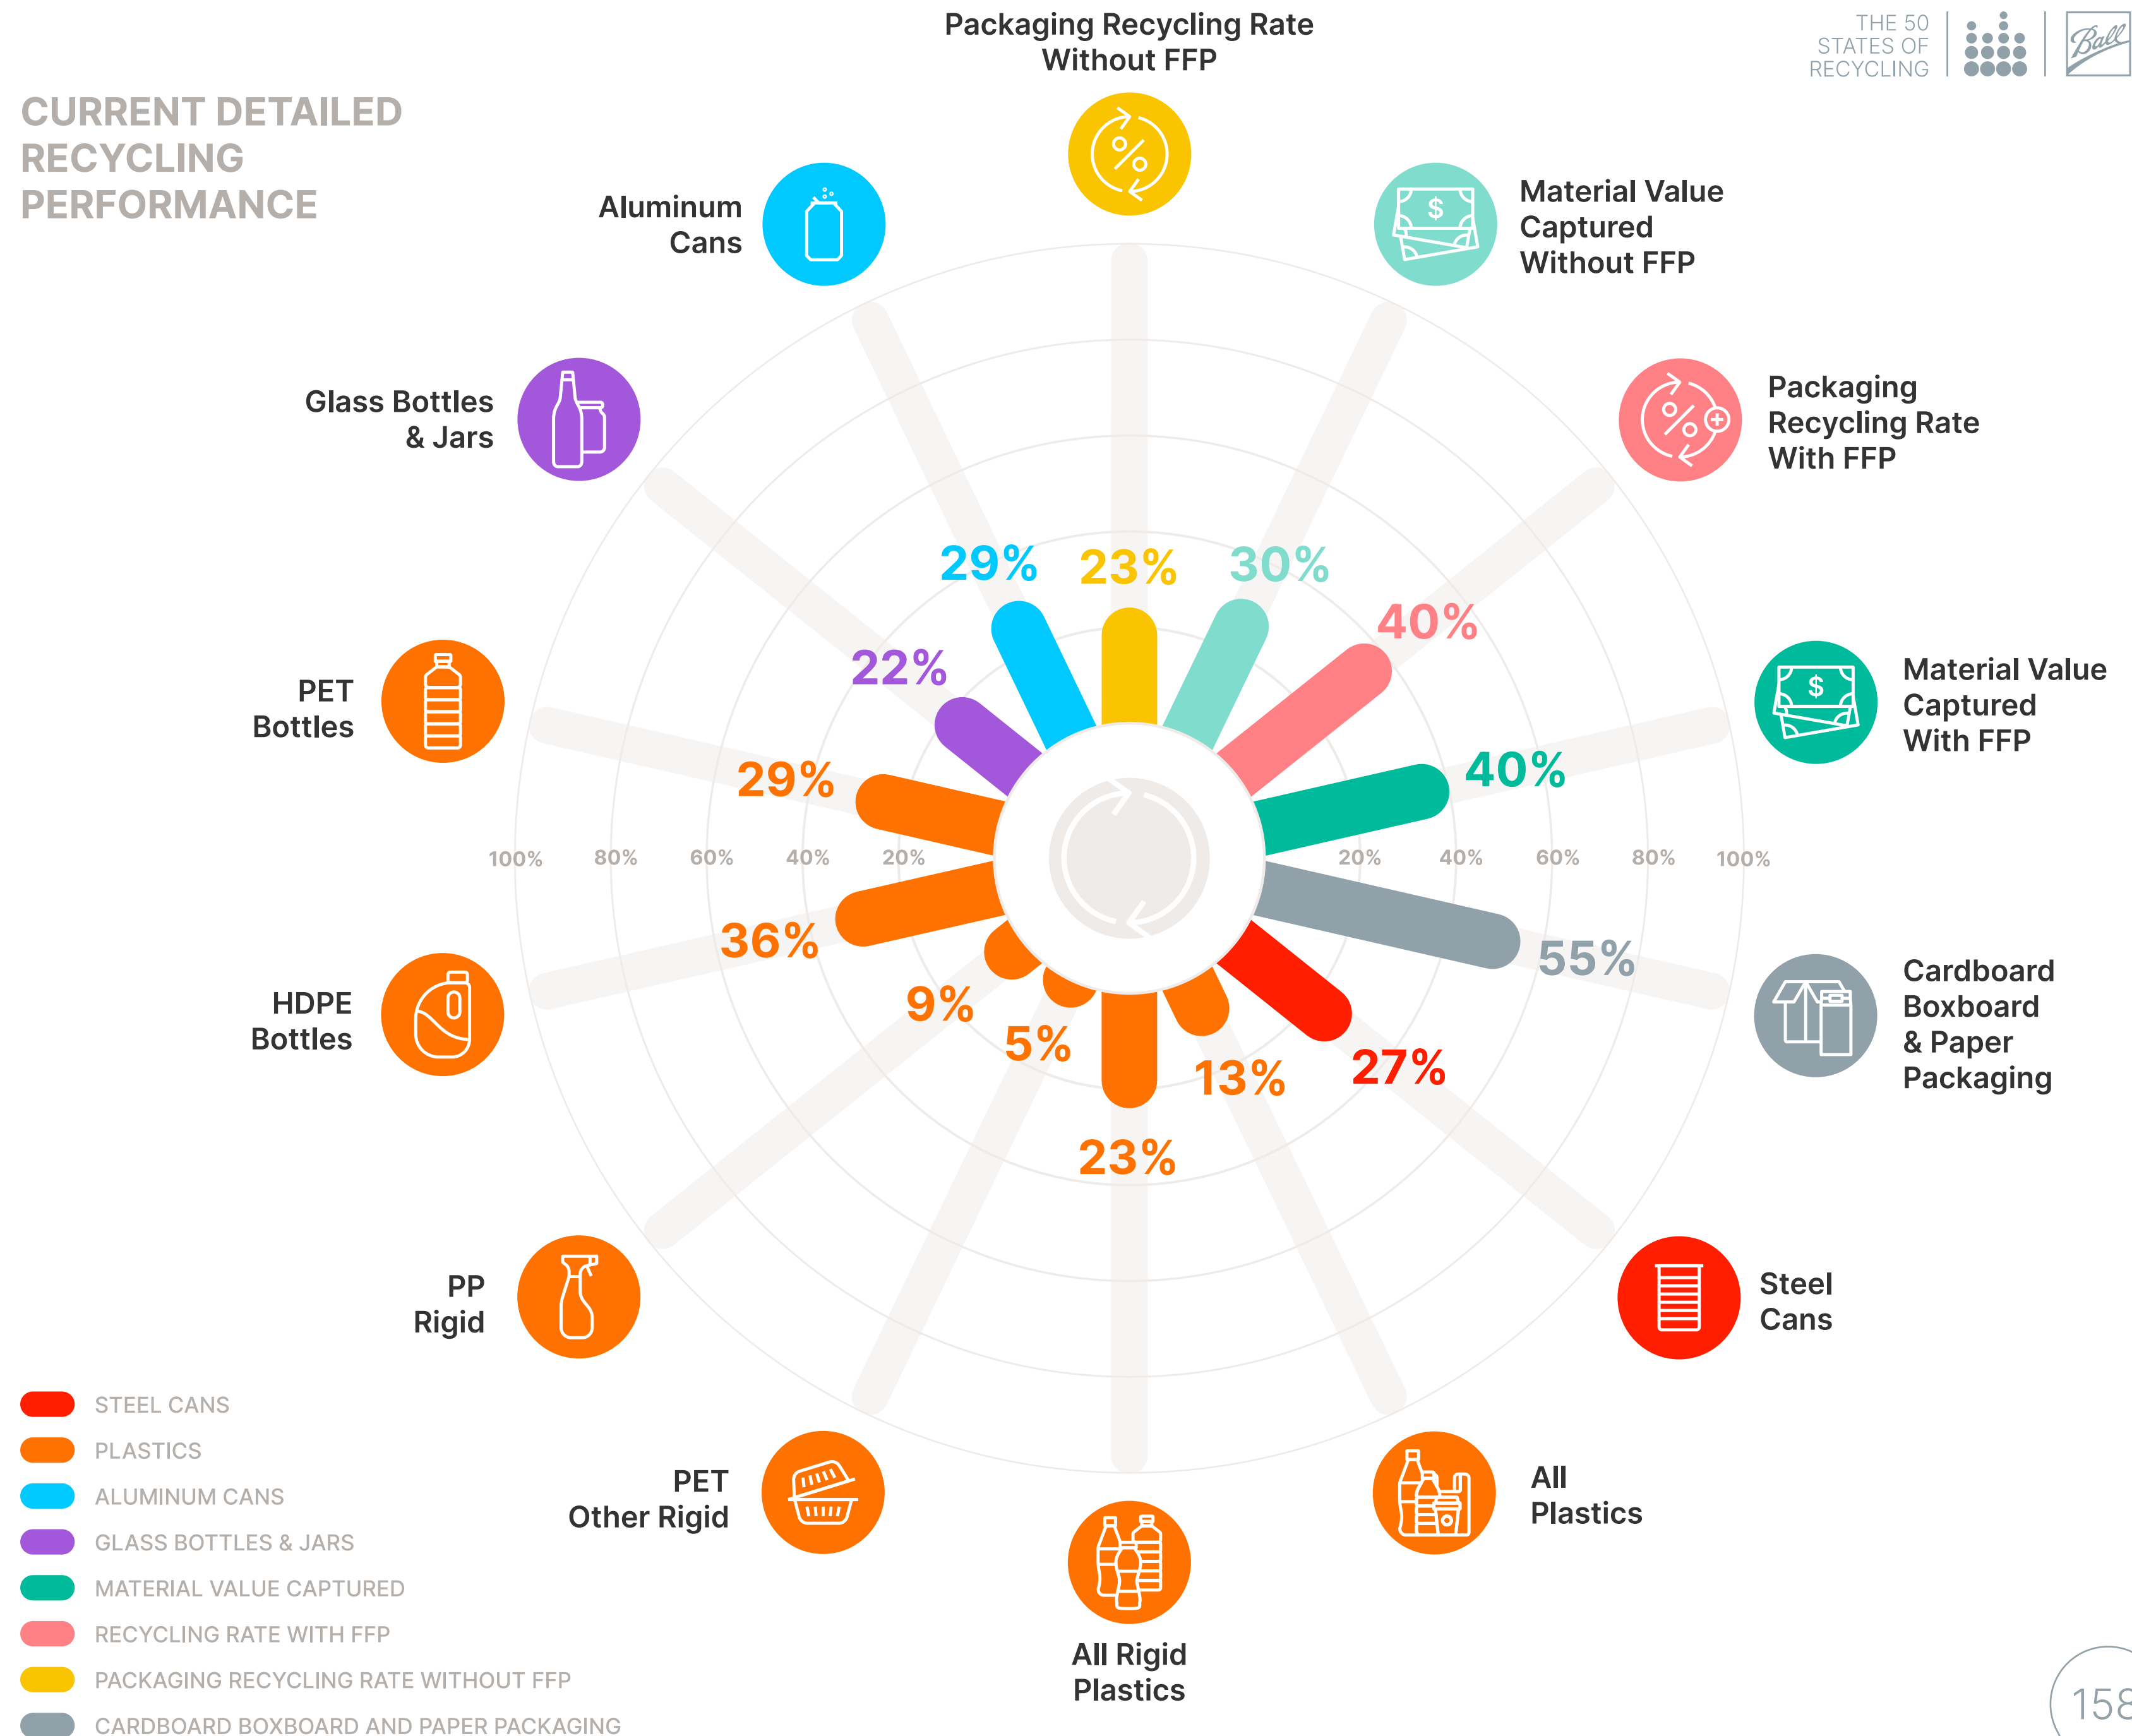 THE 50
STATES OF
RECYCLING
Ball
CURRENT DETAILED
RECYCLING
PERFORMANCE
Packaging Recycling Rate
Without FFP
Material Value
Captured
Without FFP
Packaging
Recycling Rate
With FFP
Material Value
Captured
With FFP
Cardboard
Boxboard
& Paper
Packaging
Steel
Cans
All
Plastics
All Rigid
Plastics
PET
Other Rigid
PP
Rigid
HDPE
Bottles
PET
Bottles
Glass Bottles
& Jars
Aluminum
Cans
29%
23%
30%
40%
22%
29%
40%
100%
80%
60%
40%
20%
20%
40%
60%
80%
100%
36%
55%
9%
5%
13%
27%
23%
STEEL CANS
PLASTICS
ALUMINUM CANS
GLASS BOTTLES & JARS
MATERIAL VALUE CAPTURED
RECYCLING RATE WITH FFP
PACKAGING RECYCLING RATE WITHOUT FFP
CARDBOARD BOXBOARD AND PAPER PACKAGING
158